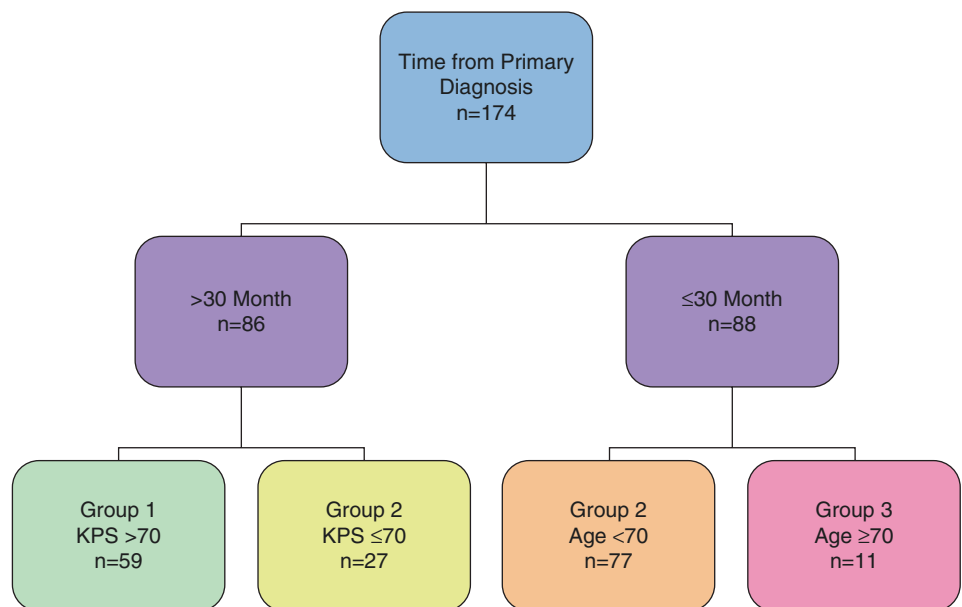 Time from Primary
Diagnosis
n=174
>30 Month
n=86
≤30 Month
n=88
Group 1
KPS >70
n=59
Group 2
KPS ≤70
n=27
Group 2
Age <70
n=77
Group 3
Age ≥70
n=11